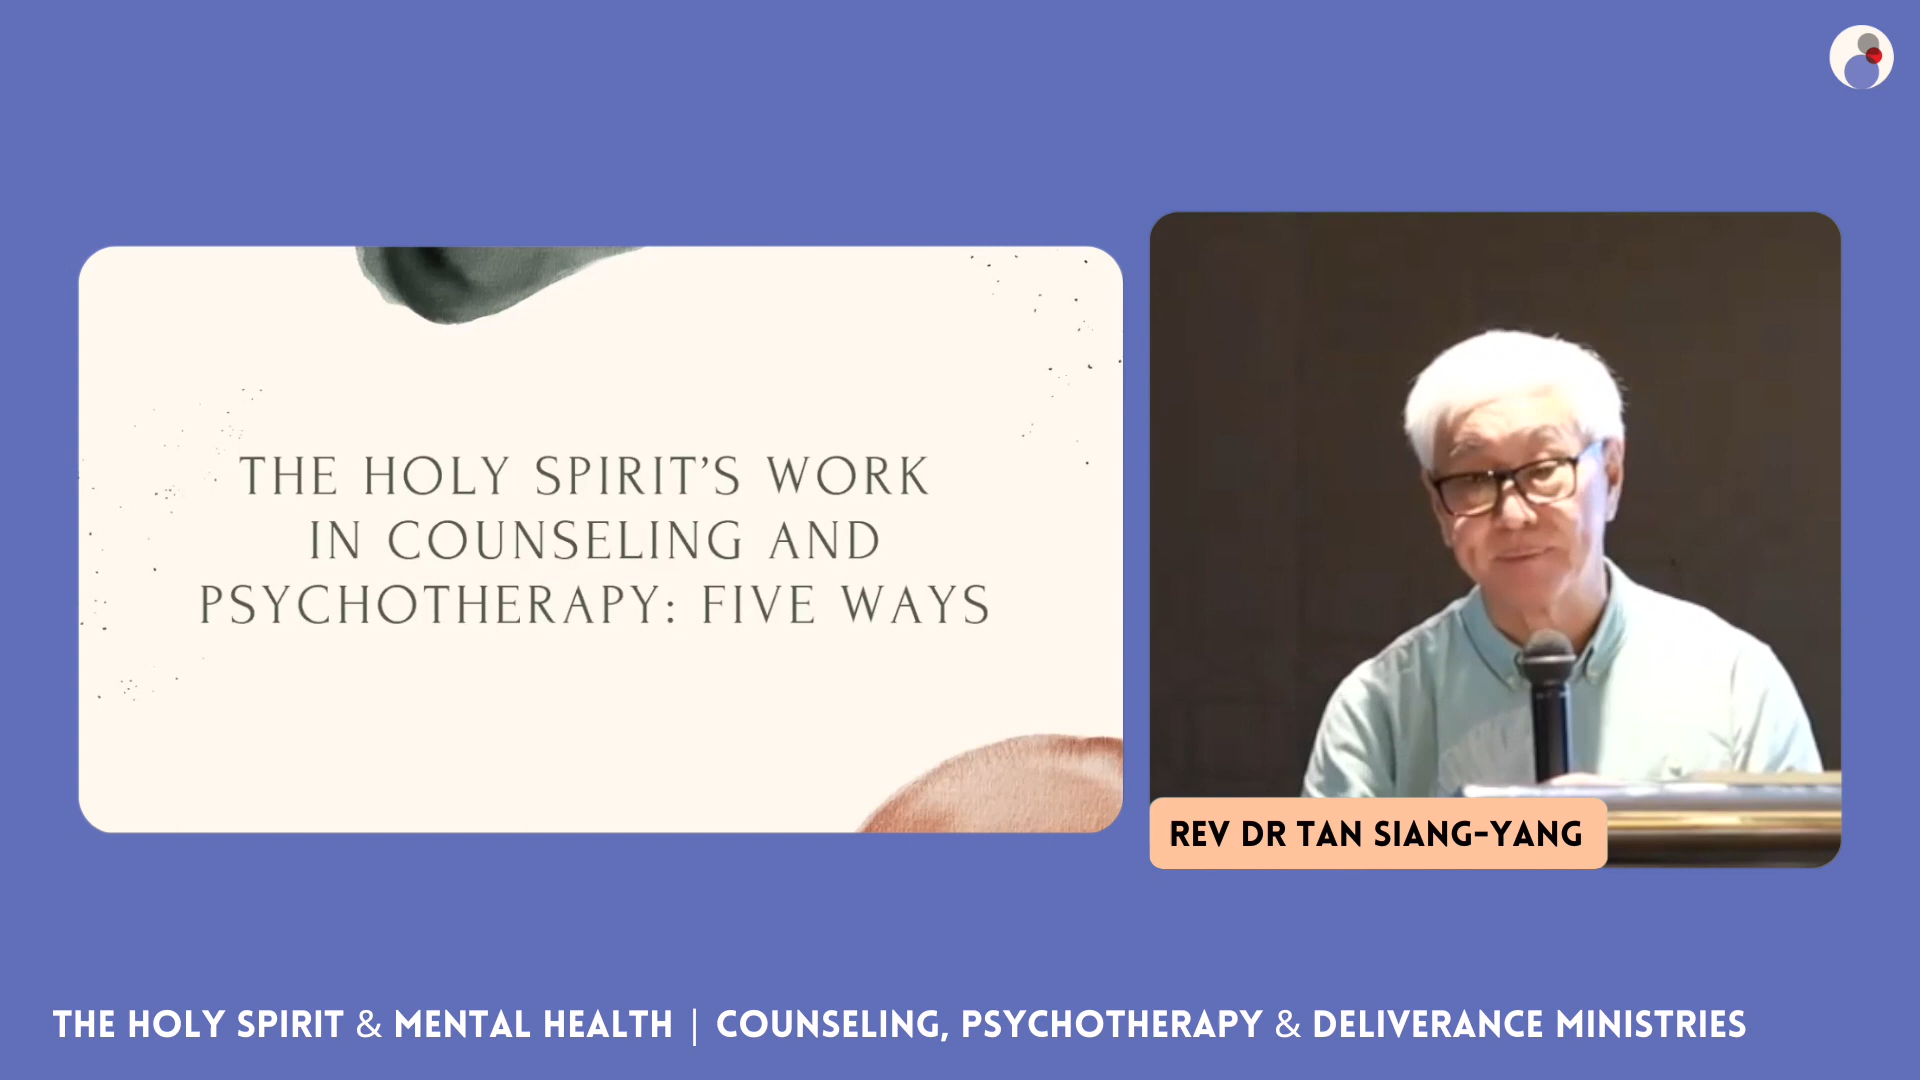 THE HOLY SPIRIT’S WORK
IN COUNSELING AND
PSYCHOTHERAPY: FIVE WAYS
REV DR TAN SIANG-YANG
THE HOLY SPIRIT & MENTAL HEALTH | COUNSELING, PSYCHOTHERAPY & DELIVERANCE MINISTRIES